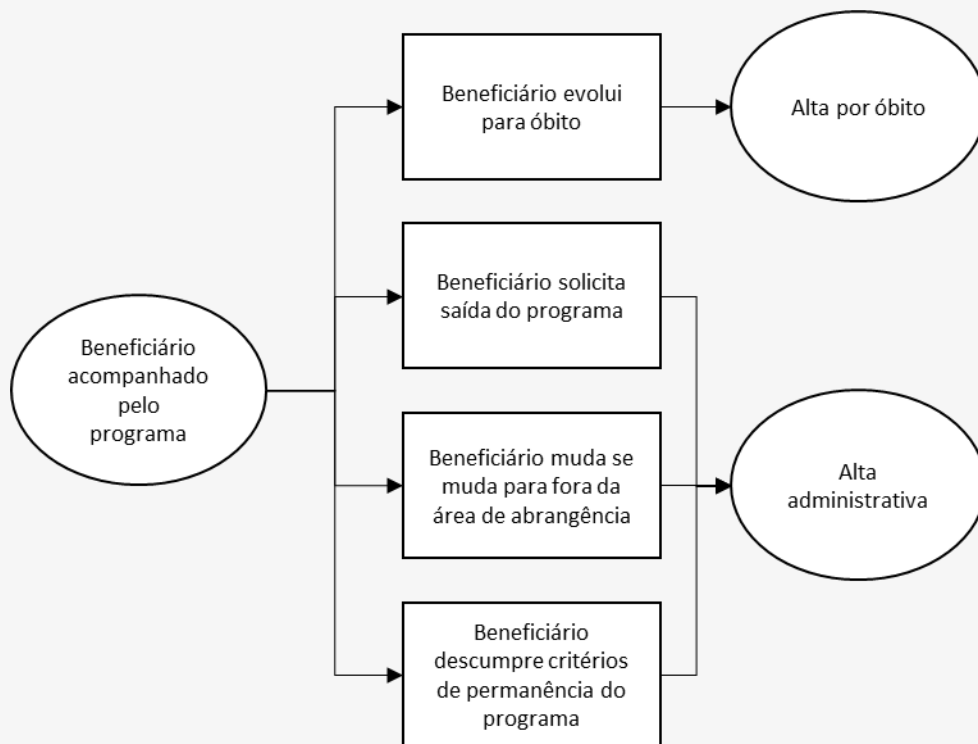 Beneficiário evolui
para óbito
Alta por óbito
Beneficiário solicita
saída do programa
Beneficiário
acompanhado
pelo
programa
Beneficiário muda se
muda para fora da
área de abrangência
Alta
administrativa
Beneficiário
descumpre critérios
de permanência do
programa